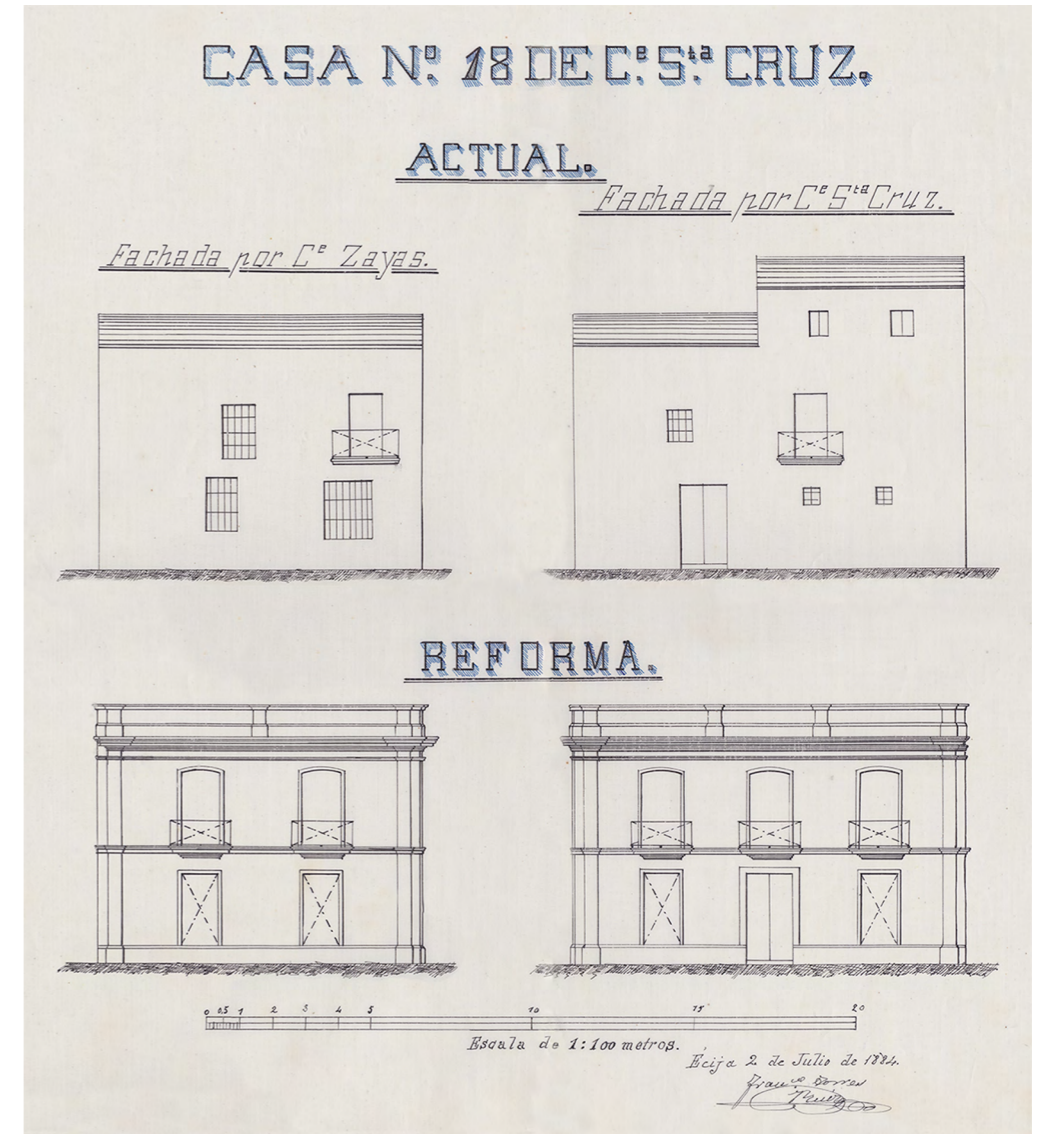 CASA Nº. 18 DE Cᵉ. Sᵗᵃ. CRUZ.
ACTUAL.
Fachada por Cᵉ Sᵗᵃ Cruz.
Fachada por Cᵉ Zayas.
REFORMA.
0 0,5 1 2 3 4 5 10 15 20
Escala de 1:100 metros.
Écija 2 de Julio de 1884.
Franᶜᵒ Torres